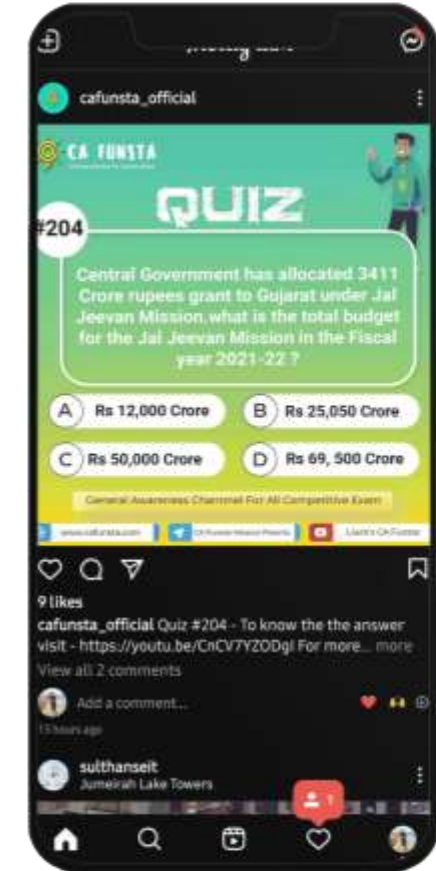 cafunsta_official
CA FUNSTA
QUIZ
#204
Central Government has allocated 3411
Crore rupees grant to Gujarat under Jal
Jeevan Mission,what is the total budget
for the Jal Jeevan Mission in the Fiscal
year 2021-22 ?
A Rs 12,000 Crore
B Rs 25,050 Crore
C Rs 50,000 Crore
D Rs 69, 500 Crore
General Awareness Channel For All Competitive Exam
www.cafunsta.com
9 likes
cafunsta_official Quiz #204 - To know the the answer
visit - https://youtu.be/CnCV7YZODgI For more... more
View all 2 comments
Add a comment...
15 hours ago
sulthanseit
Jumeirah Lake Towers
1